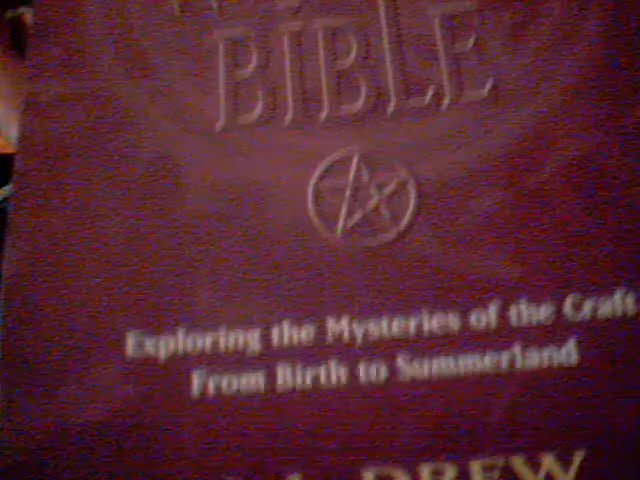 BIBLE
Exploring the Mysteries of the Craft
From Birth to Summerland
DREW